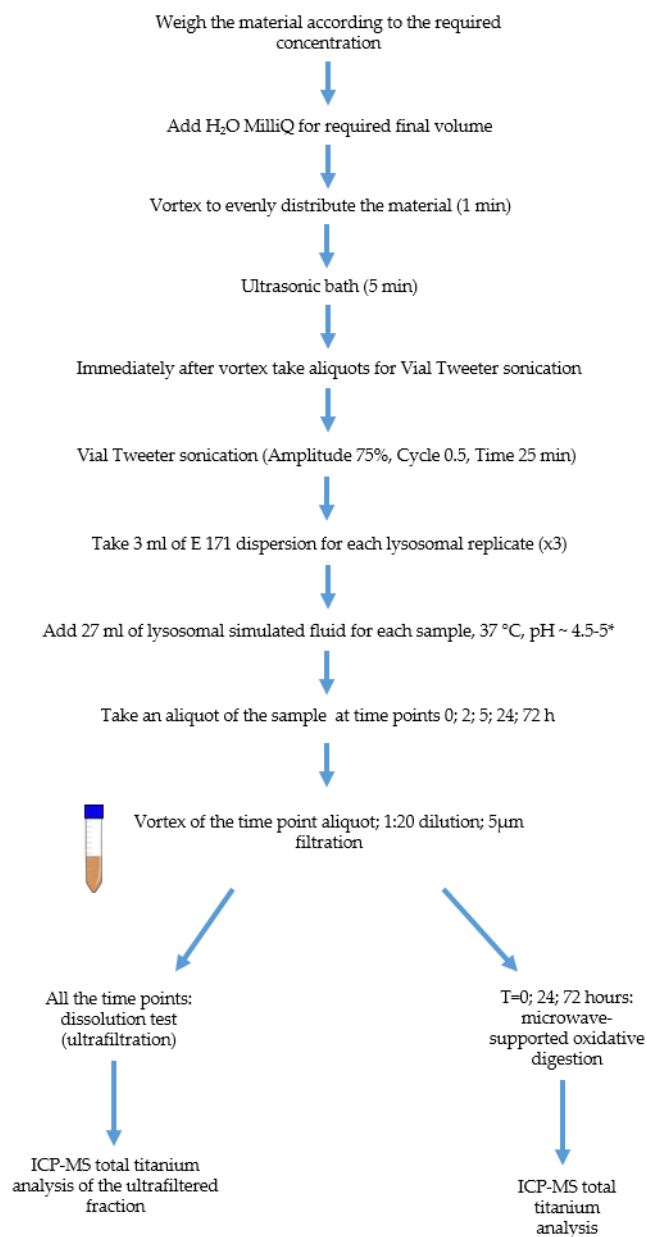 Weigh the material according to the required
concentration
Add H₂O MilliQ for required final volume
Vortex to evenly distribute the material (1 min)
Ultrasonic bath (5 min)
Immediately after vortex take aliquots for Vial Tweeter sonication
Vial Tweeter sonication (Amplitude 75%, Cycle 0.5, Time 25 min)
Take 3 ml of E 171 dispersion for each lysosomal replicate (x3)
Add 27 ml of lysosomal simulated fluid for each sample, 37 °C, pH ~ 4.5-5*
Take an aliquot of the sample at time points 0; 2; 5; 24; 72 h
Vortex of the time point aliquot; 1:20 dilution; 5µm
filtration
All the time points:
dissolution test
(ultrafiltration)
ICP-MS total titanium
analysis of the ultrafiltered
fraction
T=0; 24; 72 hours:
microwave-
supported oxidative
digestion
ICP-MS total
titanium
analysis